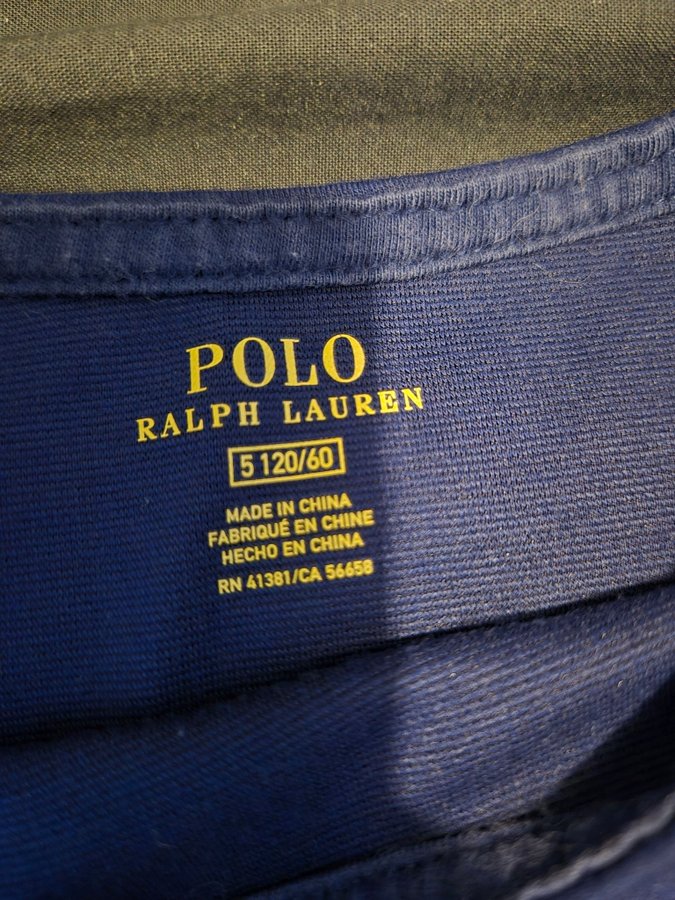 POLO
RALPH LAUREN
5 120/60
MADE IN CHINA
FABRIQUÉ EN CHINE
HECHO EN CHINA
RN 41381/CA 56658